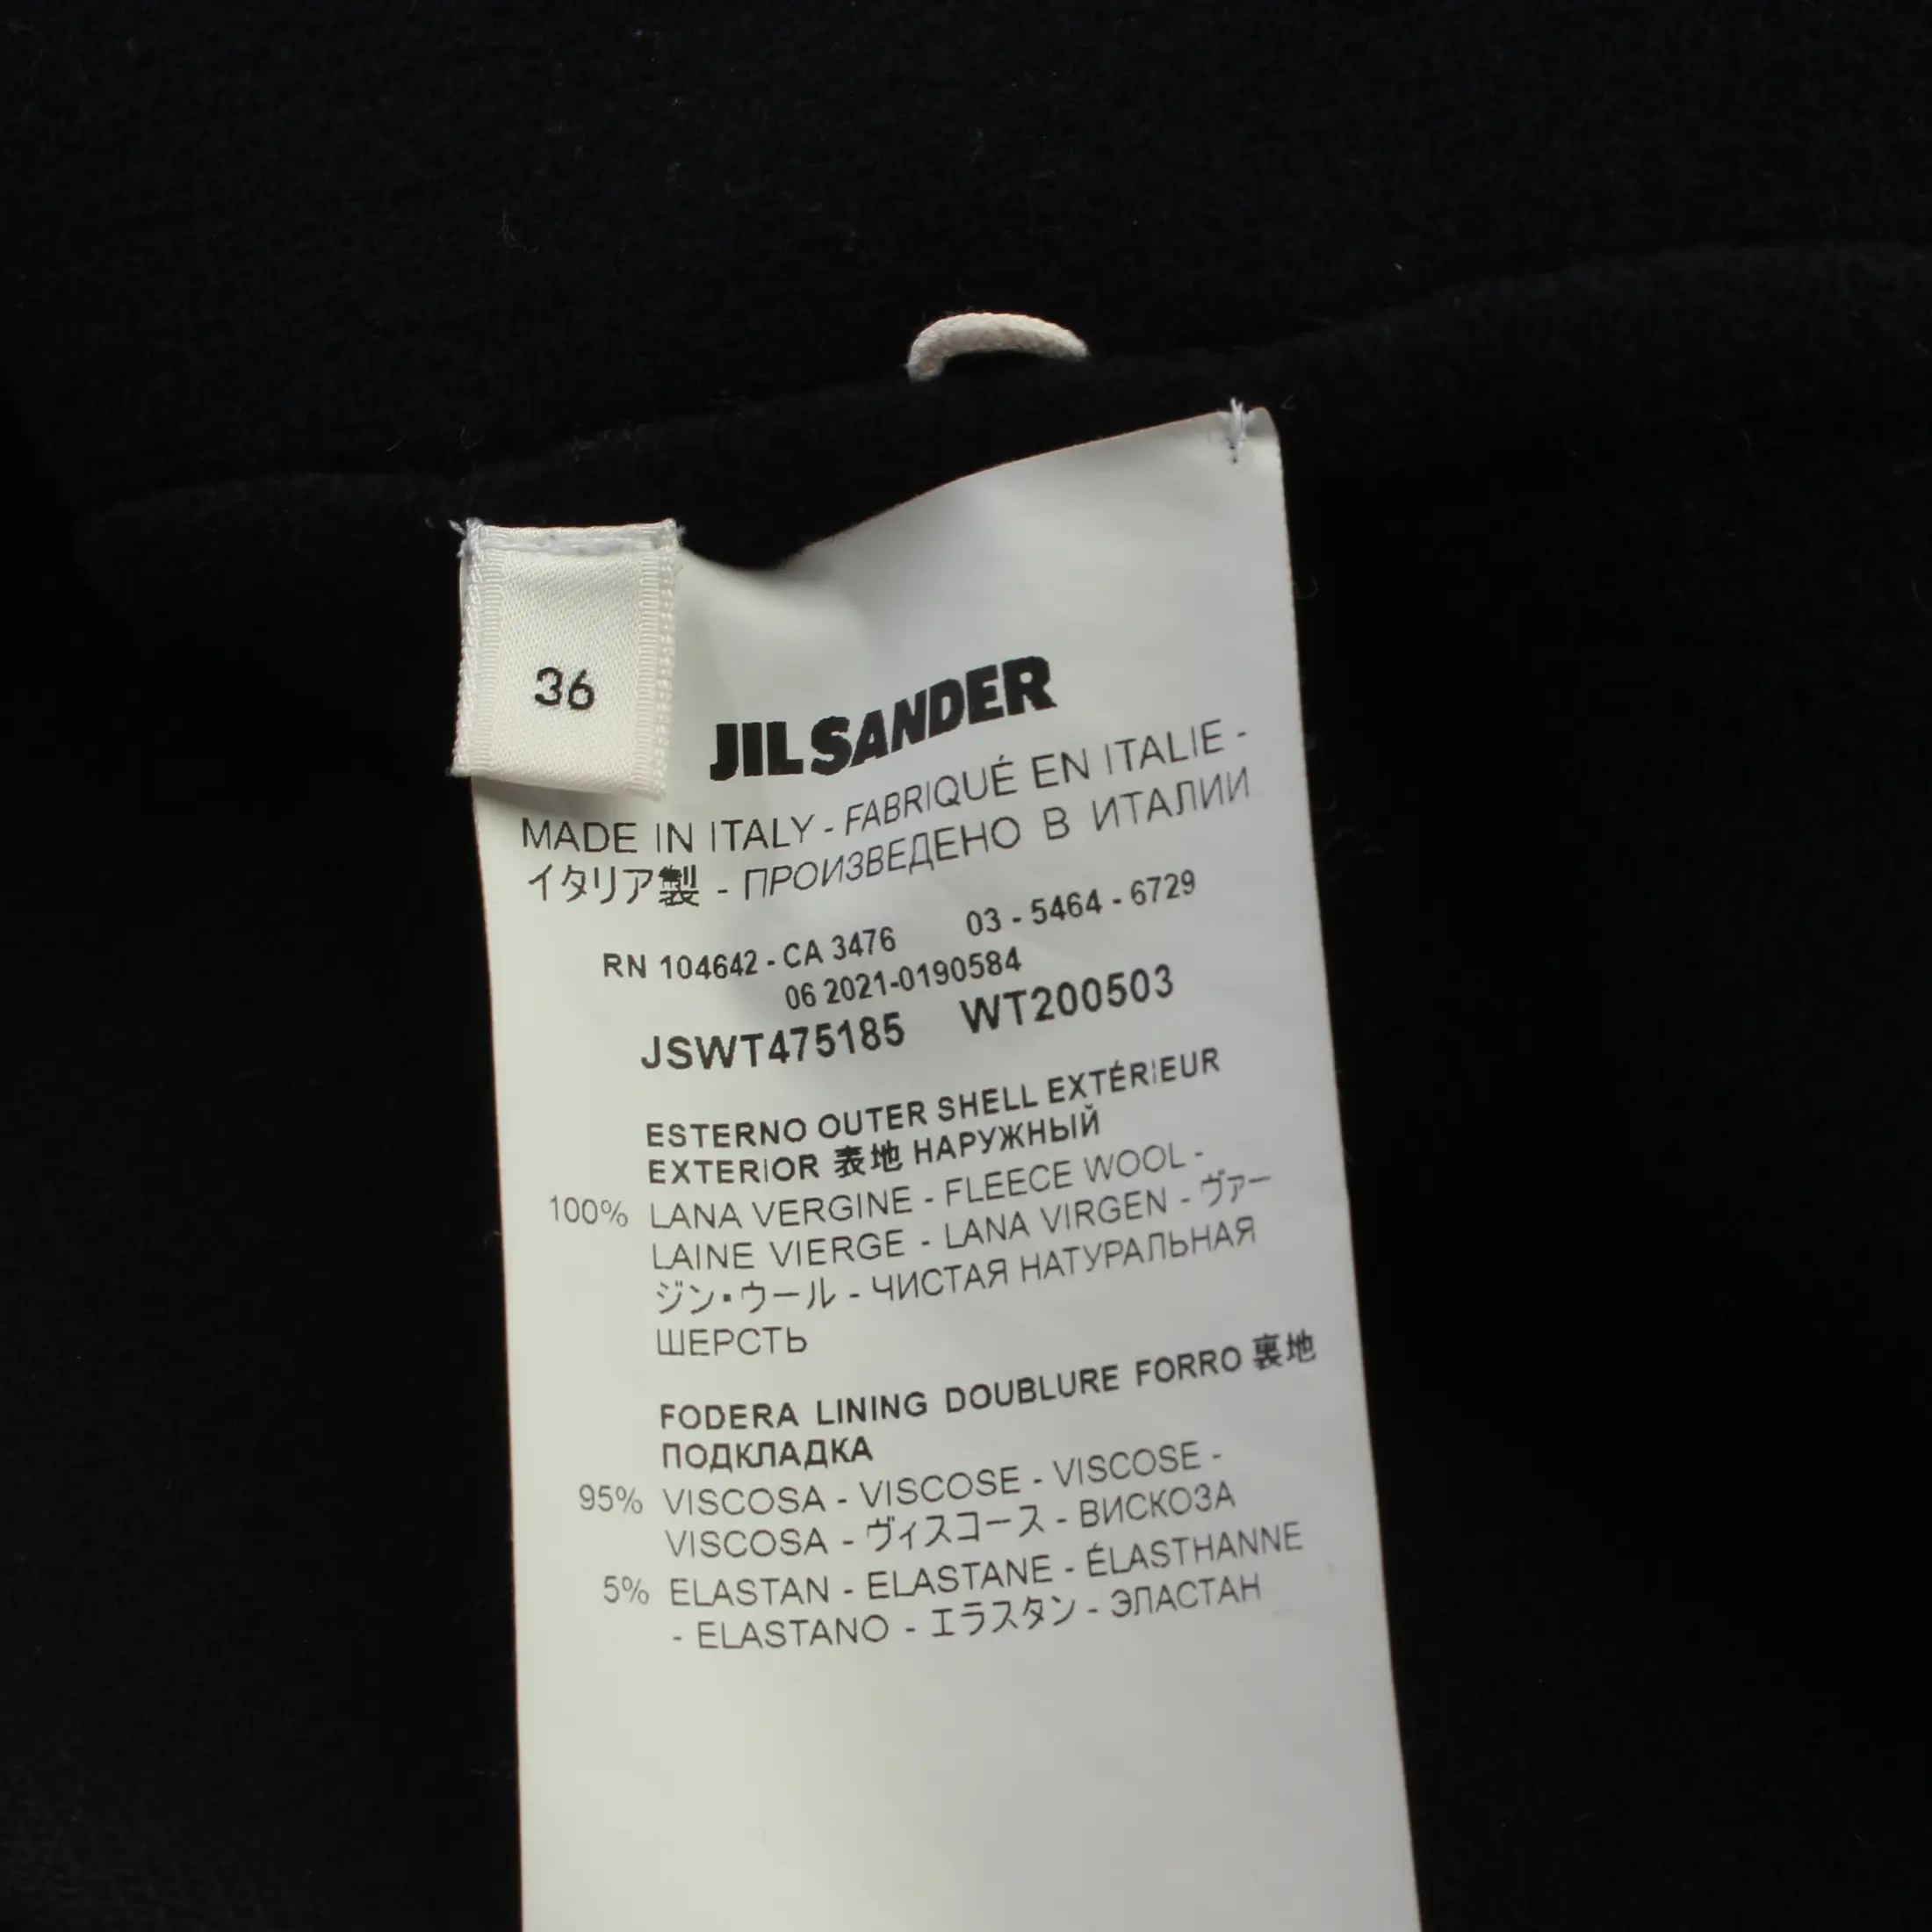 36
JIL SANDER
MADE IN ITALY - FABRIQUÉ EN ITALIE -
イタリア製 - ПРОИЗВЕДЕНО В ИТАЛИИ
RN 104642 - CA 3476 03 - 5464 - 6729
06 2021-0190584
JSWT475185 WT200503
ESTERNO OUTER SHELL EXTÉRIEUR
EXTERIOR 表地 НАРУЖНЫЙ
100% LANA VERGINE - FLEECE WOOL -
LAINE VIERGE - LANA VIRGEN - ヴァー
ジン・ウール - ЧИСТАЯ НАТУРАЛЬНАЯ
ШЕРСТЬ
FODERA LINING DOUBLURE FORRO 裏地
ПОДКЛАДКА
95% VISCOSA - VISCOSE - VISCOSE -
VISCOSA - ヴィスコース - ВИСКОЗА
5% ELASTAN - ELASTANE - ÉLASTHANNE
- ELASTANO - エラスタン - ЭЛАСТАН